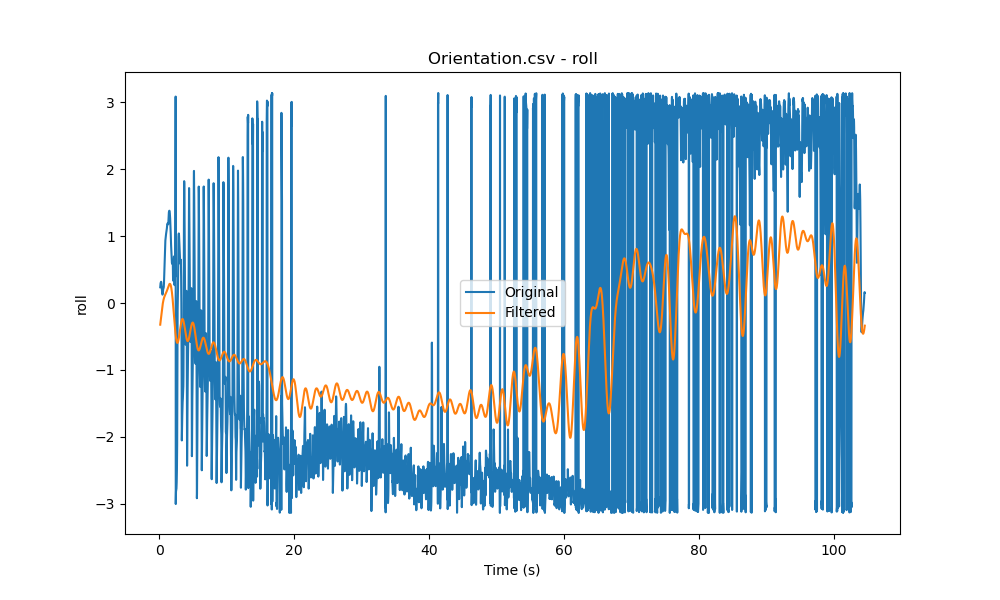 Orientation.csv - roll
3
2
1
0
−1
−2
−3
roll
Original
Filtered
0
20
40
60
80
100
Time (s)